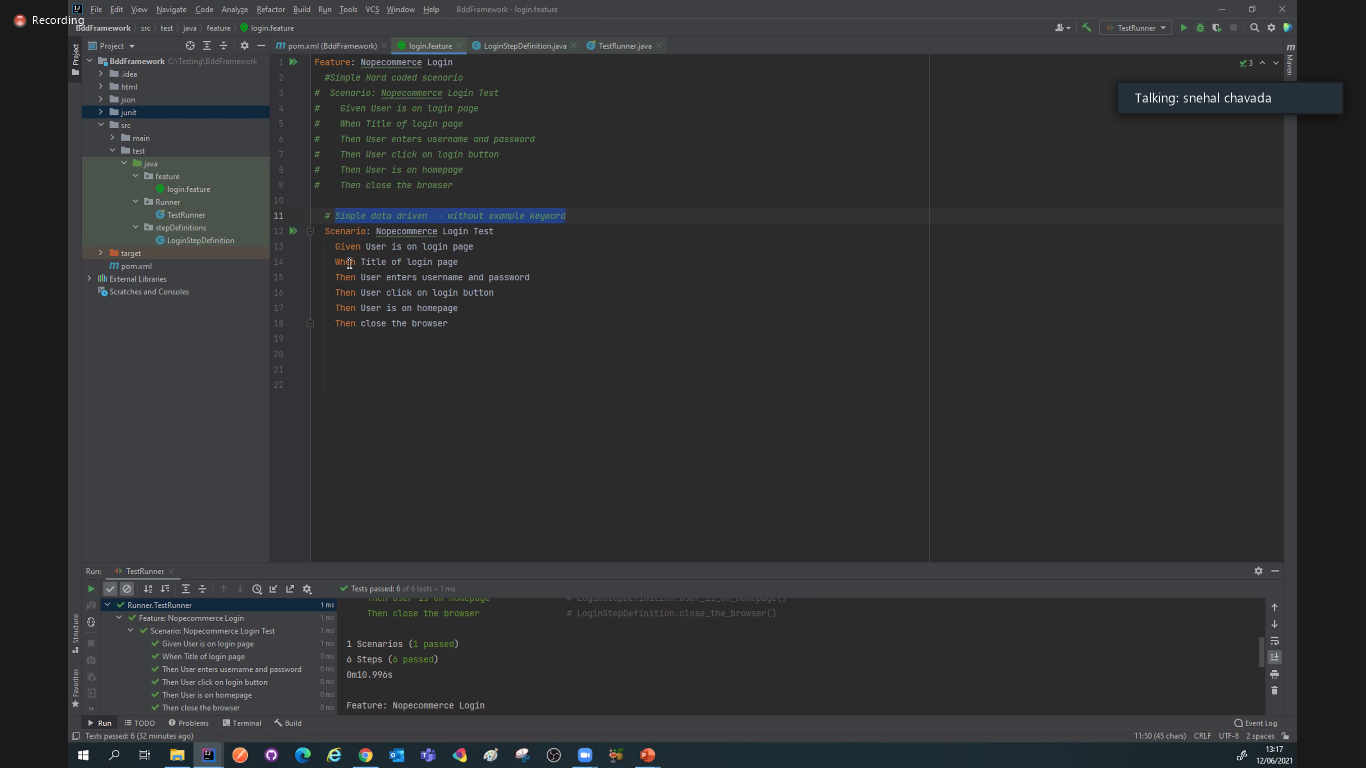 Recording
File Edit View Navigate Code Analyze Refactor Build Run Tools VCS Window Help BddFramework - login.feature
BddFramework src test java feature login.feature TestRunner
Project pom.xml (BddFramework) login.feature LoginStepDefinition.java TestRunner.java
Project
Maven
Structure
Favorites
BddFramework C:\Testing\BddFramework
.idea
html
json
junit
src
main
test
java
feature
login.feature
Runner
TestRunner
stepDefinitions
LoginStepDefinition
target
pom.xml
External Libraries
Scratches and Consoles
3
Talking: snehal chavada
1 Feature: Nopecommerce Login
2 #Simple Hard coded scenario
3 # Scenario: Nopecommerce Login Test
4 # Given User is on login page
5 # When Title of login page
6 # Then User enters username and password
7 # Then User click on login button
8 # Then User is on homepage
9 # Then close the browser
10
11 # Simple data driven - without example keyword
12 Scenario: Nopecommerce Login Test
13 Given User is on login page
14 When Title of login page
15 Then User enters username and password
16 Then User click on login button
17 Then User is on homepage
18 Then close the browser
19
20
21
22
Run: TestRunner
Tests passed: 6 of 6 tests – 1 ms
Runner.TestRunner 1 ms
Feature: Nopecommerce Login 1 ms
Scenario: Nopecommerce Login Test 1 ms
Given User is on login page 1 ms
When Title of login page 0 ms
Then User enters username and password 0 ms
Then User click on login button 0 ms
Then User is on homepage 0 ms
Then close the browser 0 ms
Then User is on homepage # LoginStepDefinition.user_is_on_homepage()
Then close the browser # LoginStepDefinition.close_the_browser()
1 Scenarios (1 passed)
6 Steps (6 passed)
0m10.996s
Feature: Nopecommerce Login
Run TODO Problems Terminal Build Event Log
Tests passed: 6 (32 minutes ago) 11:50 (45 chars) CRLF UTF-8 2 spaces
13:17
12/06/2021